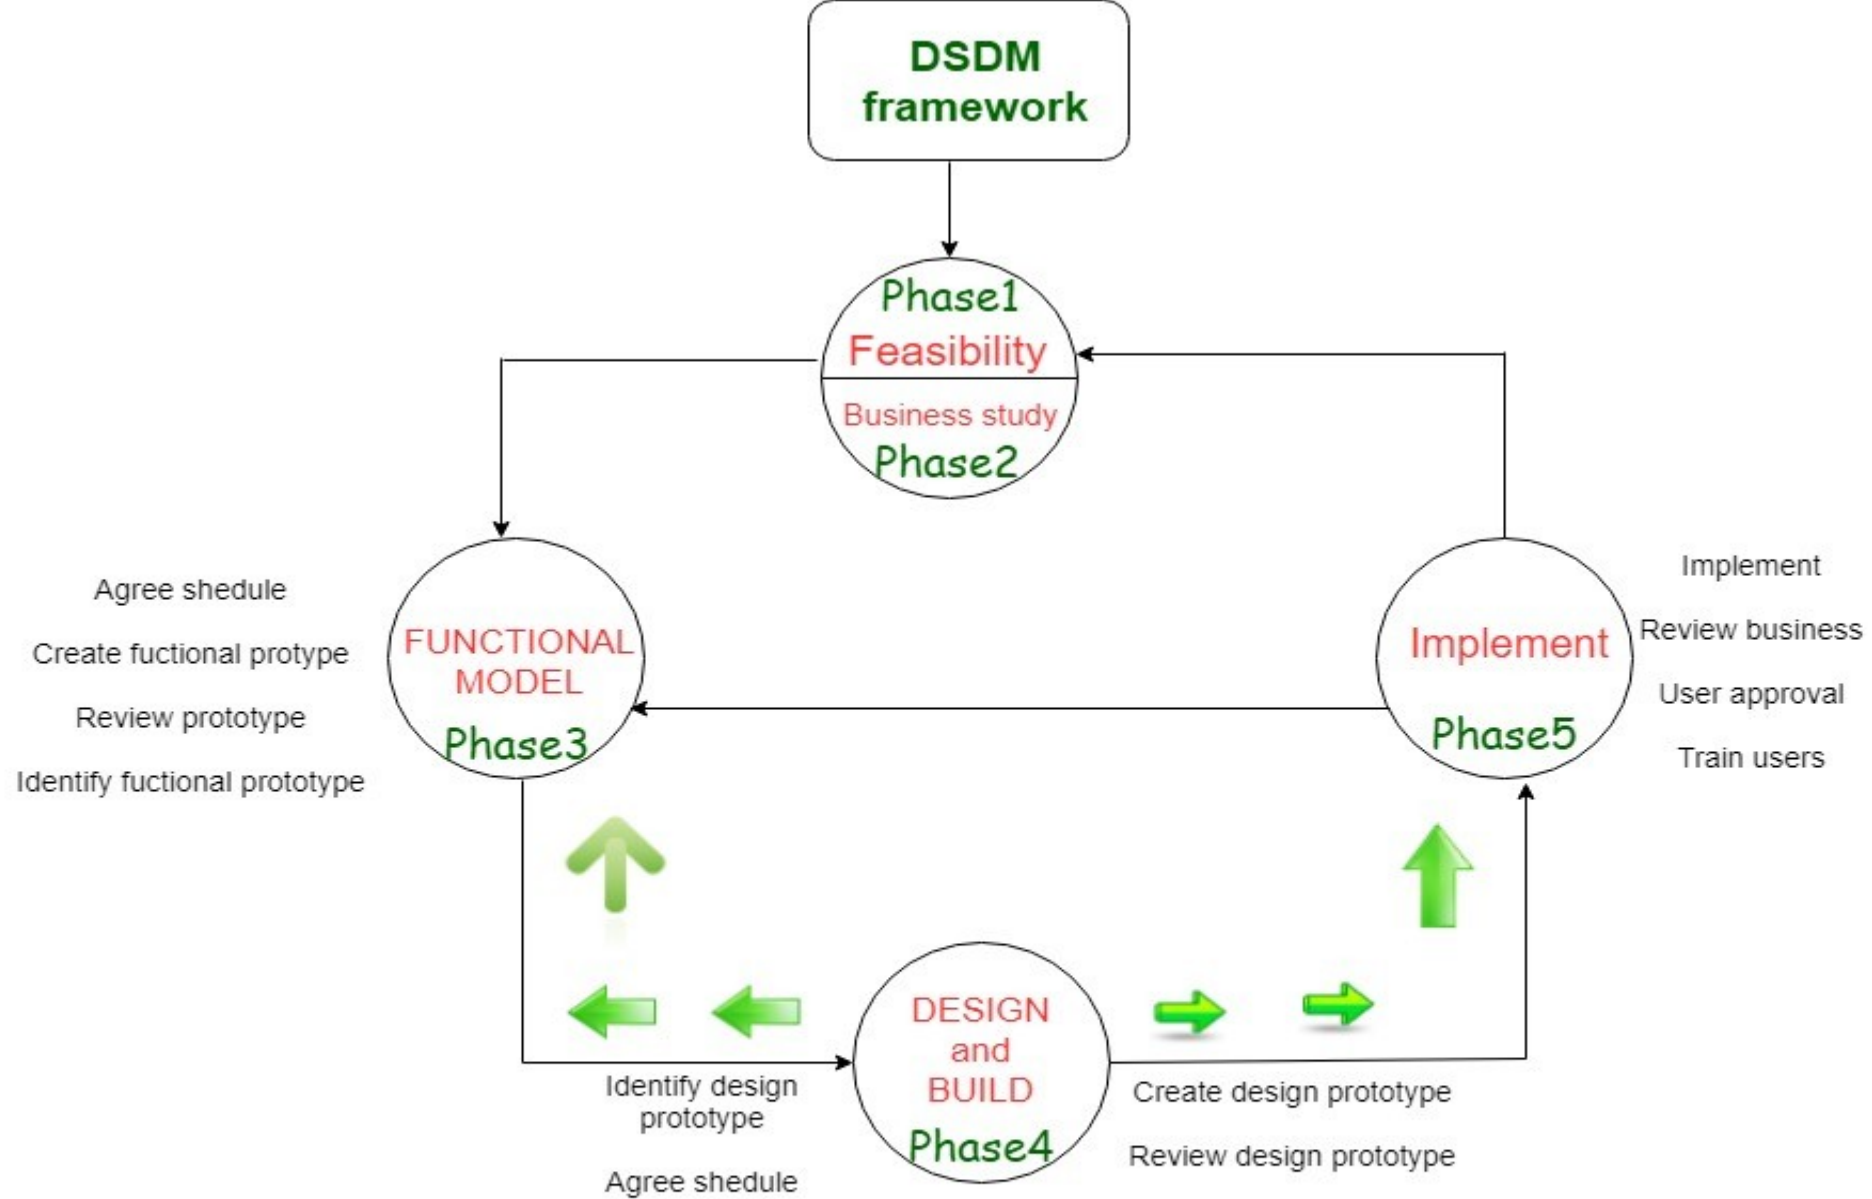 DSDM
framework
Phase1
Feasibility
Business study
Phase2
Agree shedule
Create fuctional protype
Review prototype
Identify fuctional prototype
FUNCTIONAL
MODEL
Phase3
Implement
Phase5
Implement
Review business
User approval
Train users
DESIGN
and
BUILD
Phase4
Identify design
prototype
Agree shedule
Create design prototype
Review design prototype